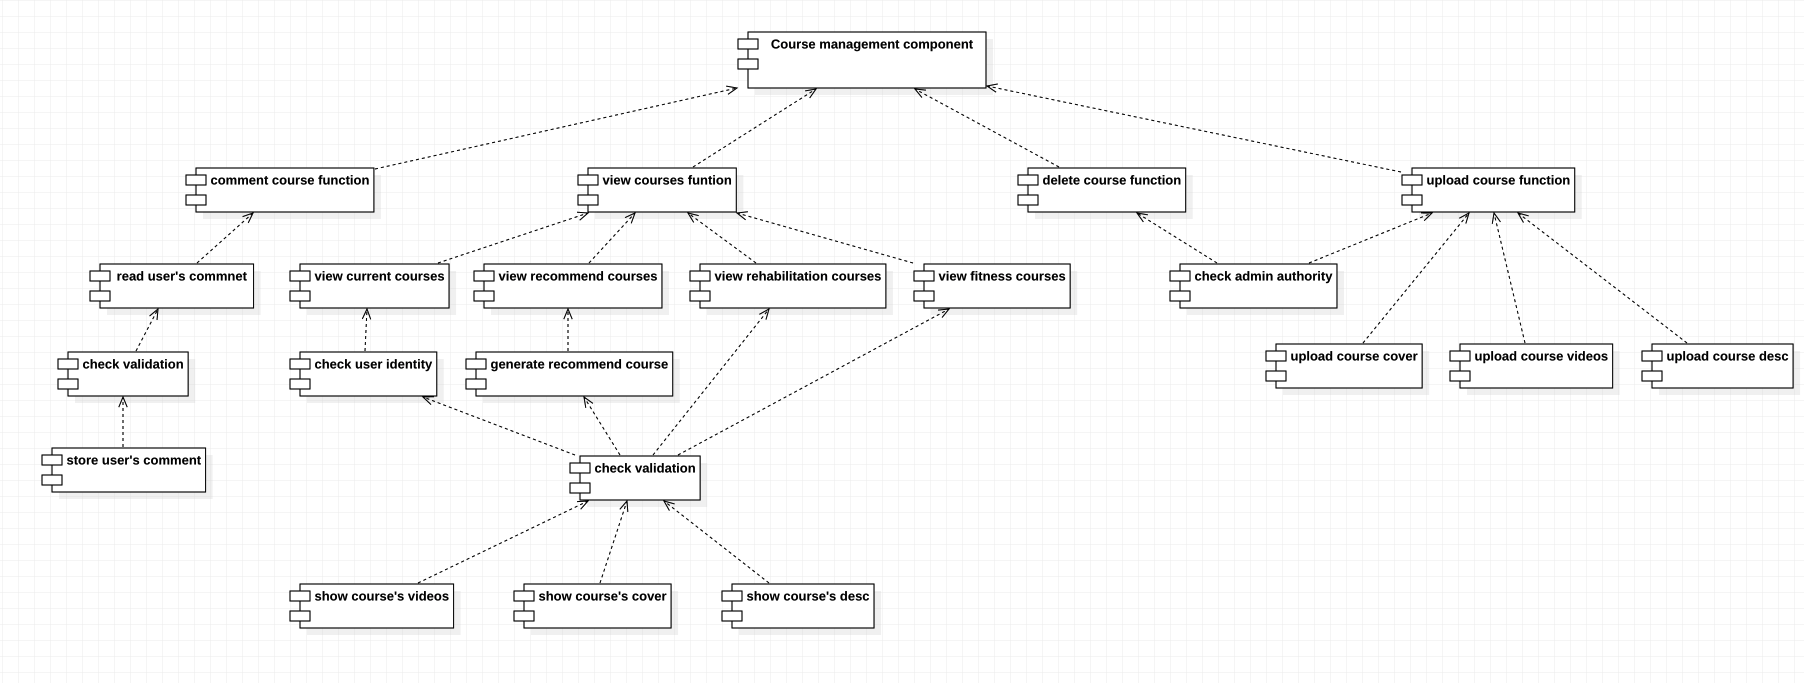 Course management component
comment course function
view courses funtion
delete course function
upload course function
read user's commnet
view current courses
view recommend courses
view rehabilitation courses
view fitness courses
check admin authority
check validation
check user identity
generate recommend course
upload course cover
upload course videos
upload course desc
store user's comment
check validation
show course's videos
show course's cover
show course's desc